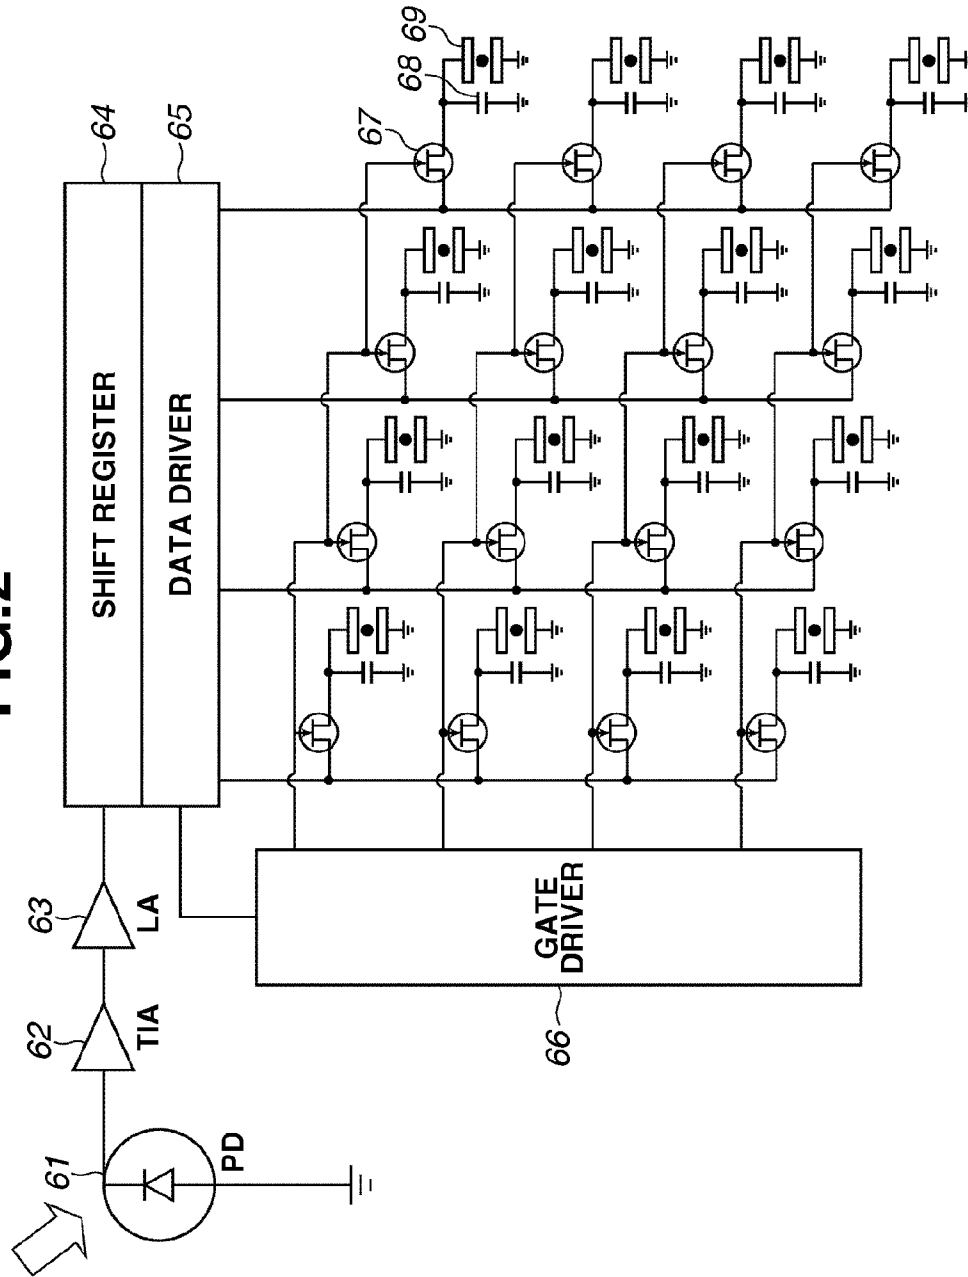 FIG.2
61
PD
62
TIA
63
LA
64
SHIFT REGISTER
65
DATA DRIVER
66
GATE
DRIVER
67
68
69